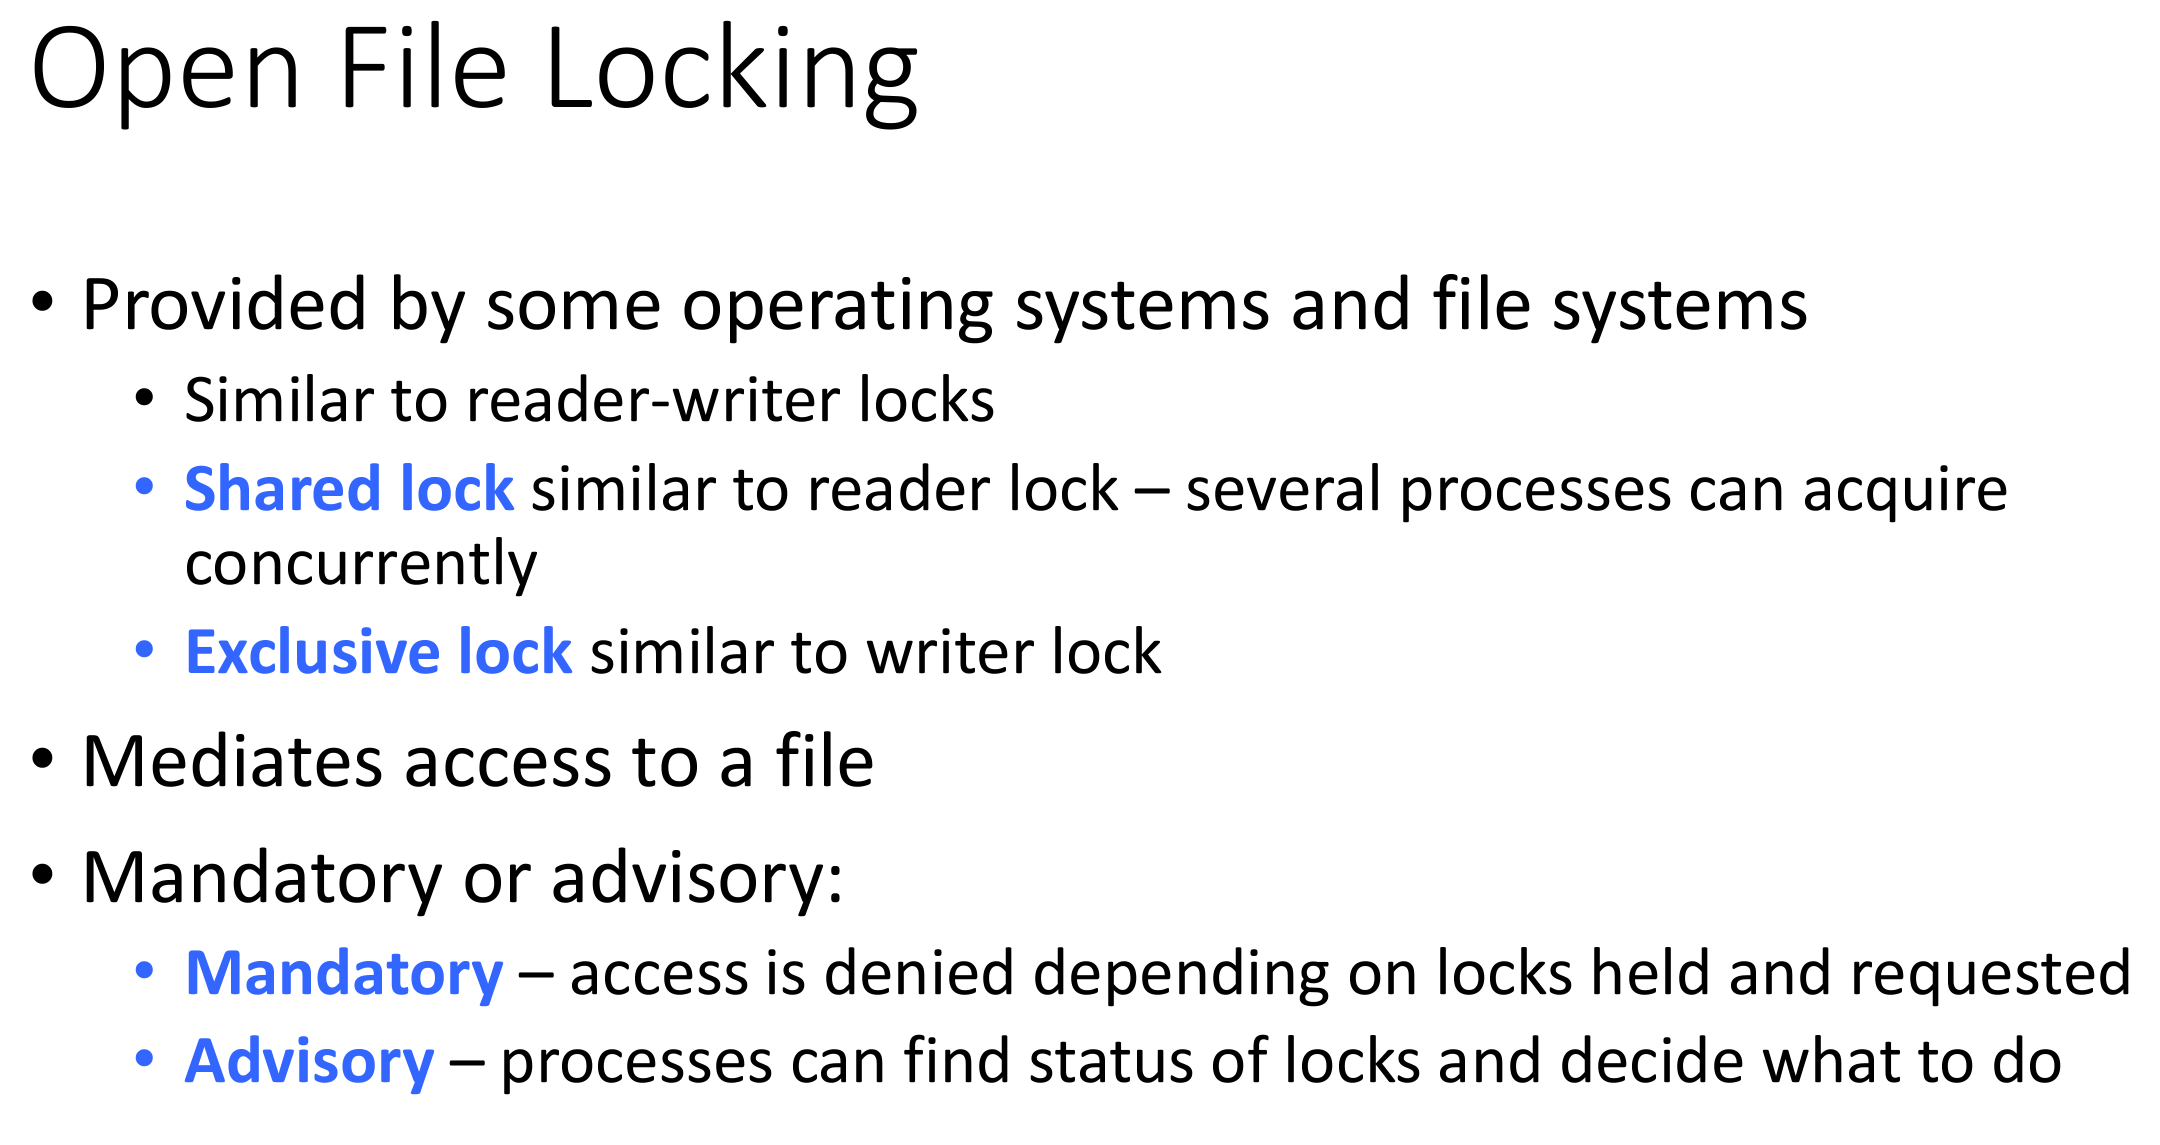 Open File Locking
• Provided by some operating systems and file systems
• Similar to reader-writer locks
• Shared lock similar to reader lock – several processes can acquire
concurrently
• Exclusive lock similar to writer lock
• Mediates access to a file
• Mandatory or advisory:
• Mandatory – access is denied depending on locks held and requested
• Advisory – processes can find status of locks and decide what to do